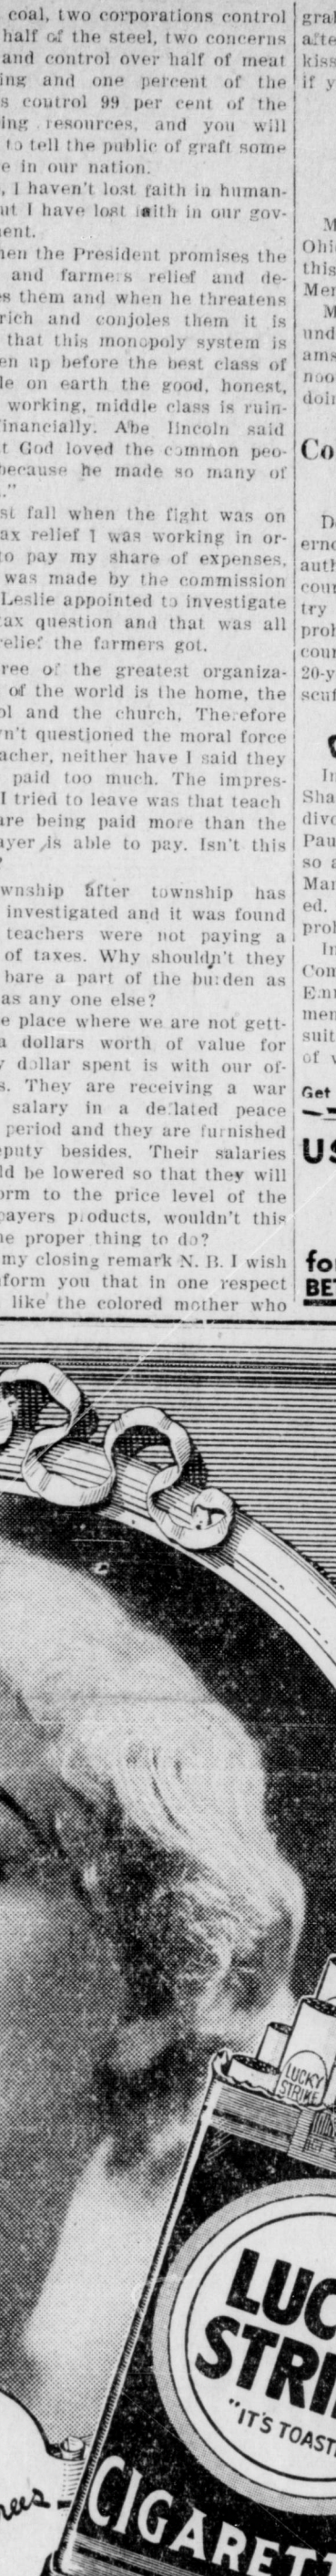 coal, two corporations control
half of the steel, two concerns
and control over half of meat
ing and one percent of the
s coutrol 99 per cent of the
ing resources, and you will
to tell the public of graft some
e in our nation.
, I haven't lost faith in human-
ut I have lost iaith in our gov-
ent.
hen the President promises the
and farmers relief and de-
s them and when he threatens
rich and conjoles them it is
that this monopoly system is
en up before the best class of
le on earth the good, honest,
working, middle class is ruin-
financially. Abe lincoln said
t God loved the common peo-
because he made so many of
."
st fall when the fight was on
ax relief I was working in or-
to pay my share of expenses,
was made by the commission
Leslie appointed to investigate
tax question and that was all
relief the farmers got.
ree of the greatest organiza-
of the world is the home, the
ol and the church, Therefore
n't questjoned the moral force
acher, neither have I said they
paid too much. The impres-
I tried to leave was that teach
are being paid more than the
ayer is able to pay. Isn't this
?
wnship after township has
investigated and it was found
teachers were not paying a
of taxes. Why shouldn't they
bare a part of the burden as
as any one else?
e place where we are not gett-
a dollars worth of value for
y dollar spent is with our of-
s. They are receiving a war
salary in a deflated peace
period and they are furnished
eputy besides. Their salaries
ld be lowered so that they will
orm to the price level of the
payers products, wouldn't this
he proper thing to do?
my closing remark N. B. I wish
form you that in one respect
like the colored mother who
gral
afte
kiss
if y
M
Ohi
this
Mer
M
und
ams
noo
doin
Co
D
erno
auth
cour
try
prob
cour
20-y
scuf
In
Sha
divo
Pau
so a
Mar
ed.
prob
In
Con
men
suit
of v
Get
US
fo
BE
LUCKY
STRIKE
LUC
STRI
"IT'S TOAST
CIGARET